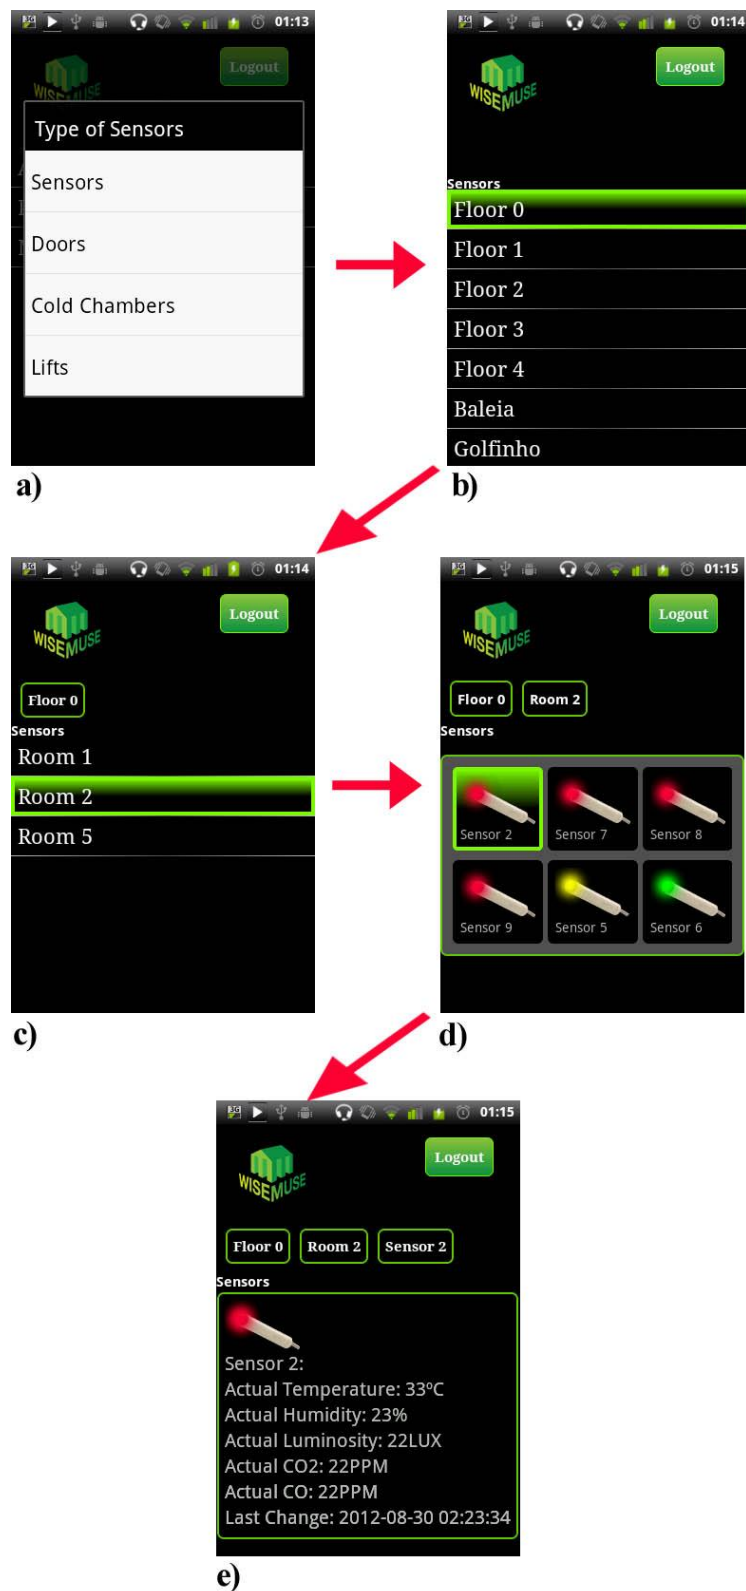 01:13
WISEMUSE
Logout
Type of Sensors
Sensors
Doors
Cold Chambers
Lifts
a)
3G
01:14
WISEMUSE
Logout
Sensors
Floor 0
Floor 1
Floor 2
Floor 3
Floor 4
Baleia
Golfinho
b)
3G
01:14
WISEMUSE
Logout
Floor 0
Sensors
Room 1
Room 2
Room 5
c)
3G
01:15
WISEMUSE
Logout
Floor 0 Room 2
Sensors
Sensor 2 Sensor 7 Sensor 8
Sensor 9 Sensor 5 Sensor 6
d)
3G
01:15
WISEMUSE
Logout
Floor 0 Room 2 Sensor 2
Sensors
Sensor 2:
Actual Temperature: 33ºC
Actual Humidity: 23%
Actual Luminosity: 22LUX
Actual CO2: 22PPM
Actual CO: 22PPM
Last Change: 2012-08-30 02:23:34
e)